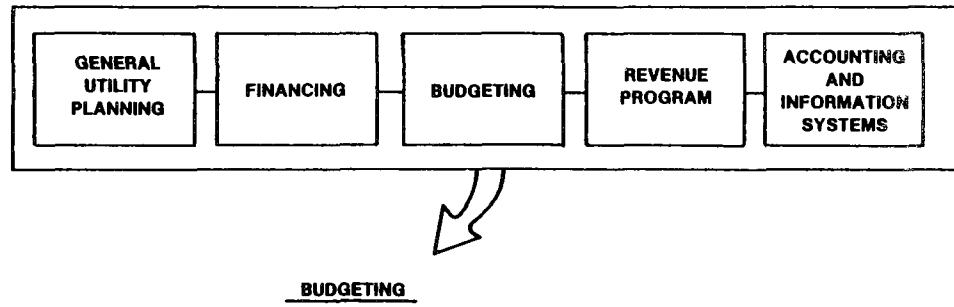 GENERAL
UTILITY
PLANNING
FINANCING
BUDGETING
REVENUE
PROGRAM
ACCOUNTING
AND
INFORMATION
SYSTEMS
BUDGETING